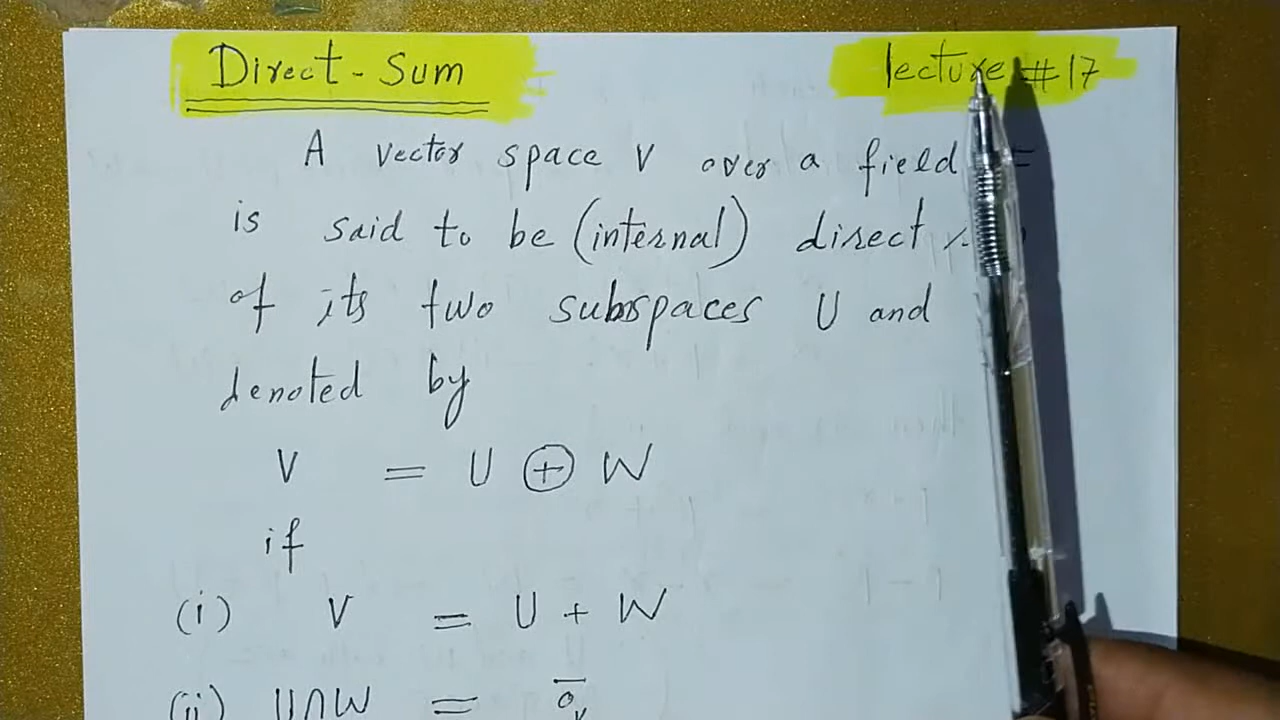 Direct - Sum
lecture # 17
A vector space V over a field
is said to be (internal) direct
of its two subspaces U and
denoted by
V = U ⊕ W
if
(i) V = U + W
(ii) U∩W = o̅ᵥ